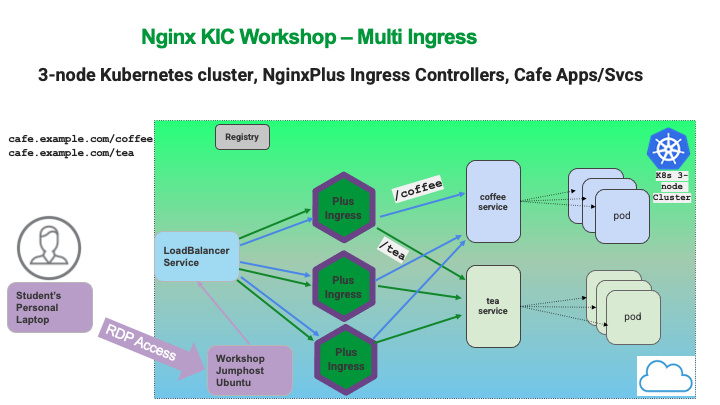 Nginx KIC Workshop – Multi Ingress
3-node Kubernetes cluster, NginxPlus Ingress Controllers, Cafe Apps/Svcs
cafe.example.com/coffee
cafe.example.com/tea
Registry
K8s 3-
node
Cluster
/coffee
/tea
Plus
Ingress
Plus
Ingress
Plus
Ingress
coffee
service
pod
LoadBalancer
Service
tea
service
pod
Student's
Personal
Laptop
RDP Access
Workshop
Jumphost
Ubuntu